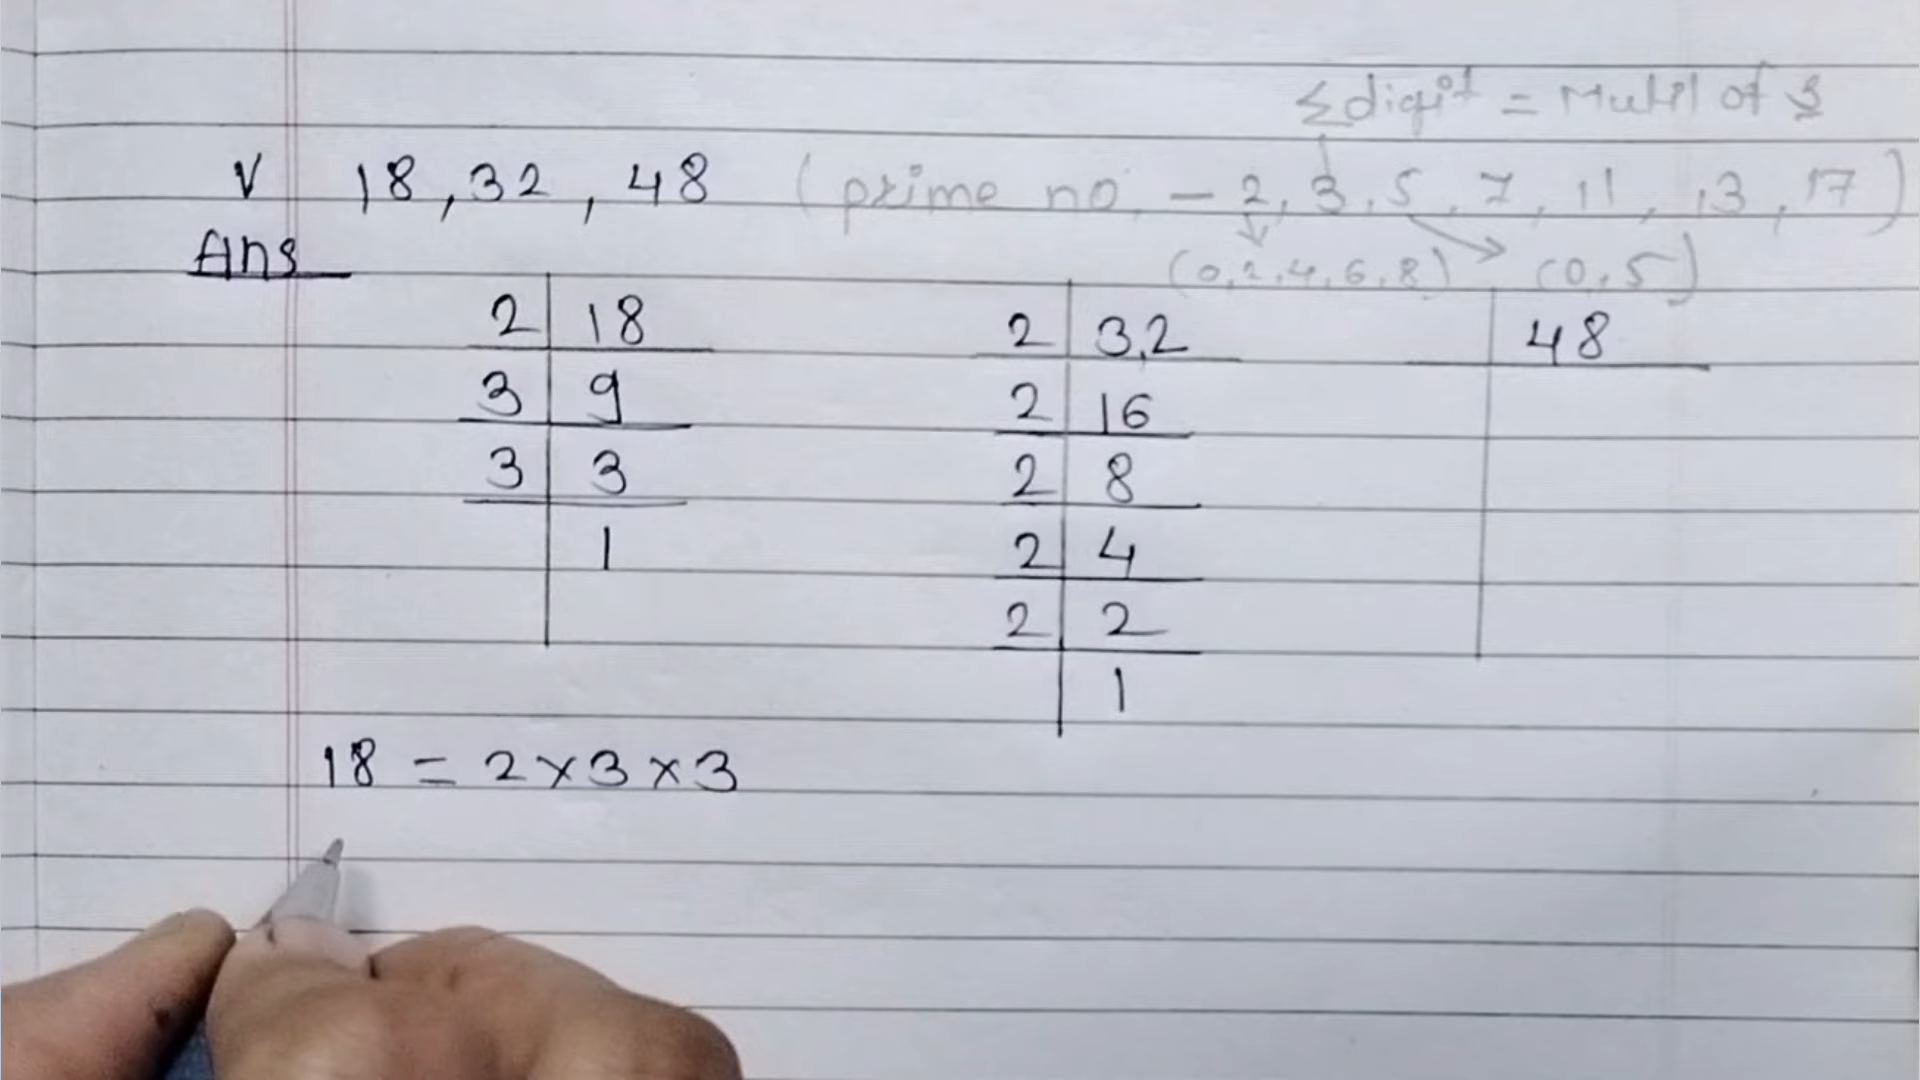 Σdigit = Multi of 3
V 18, 32, 48 (prime no. - 2, 3, 5, 7, 11, 13, 17)
Ans
(0, 2, 4, 6, 8) (0, 5)
2 | 18
3 | 9
3 | 3
1
2 | 32
2 | 16
2 | 8
2 | 4
2 | 2
1
48
18 = 2 × 3 × 3